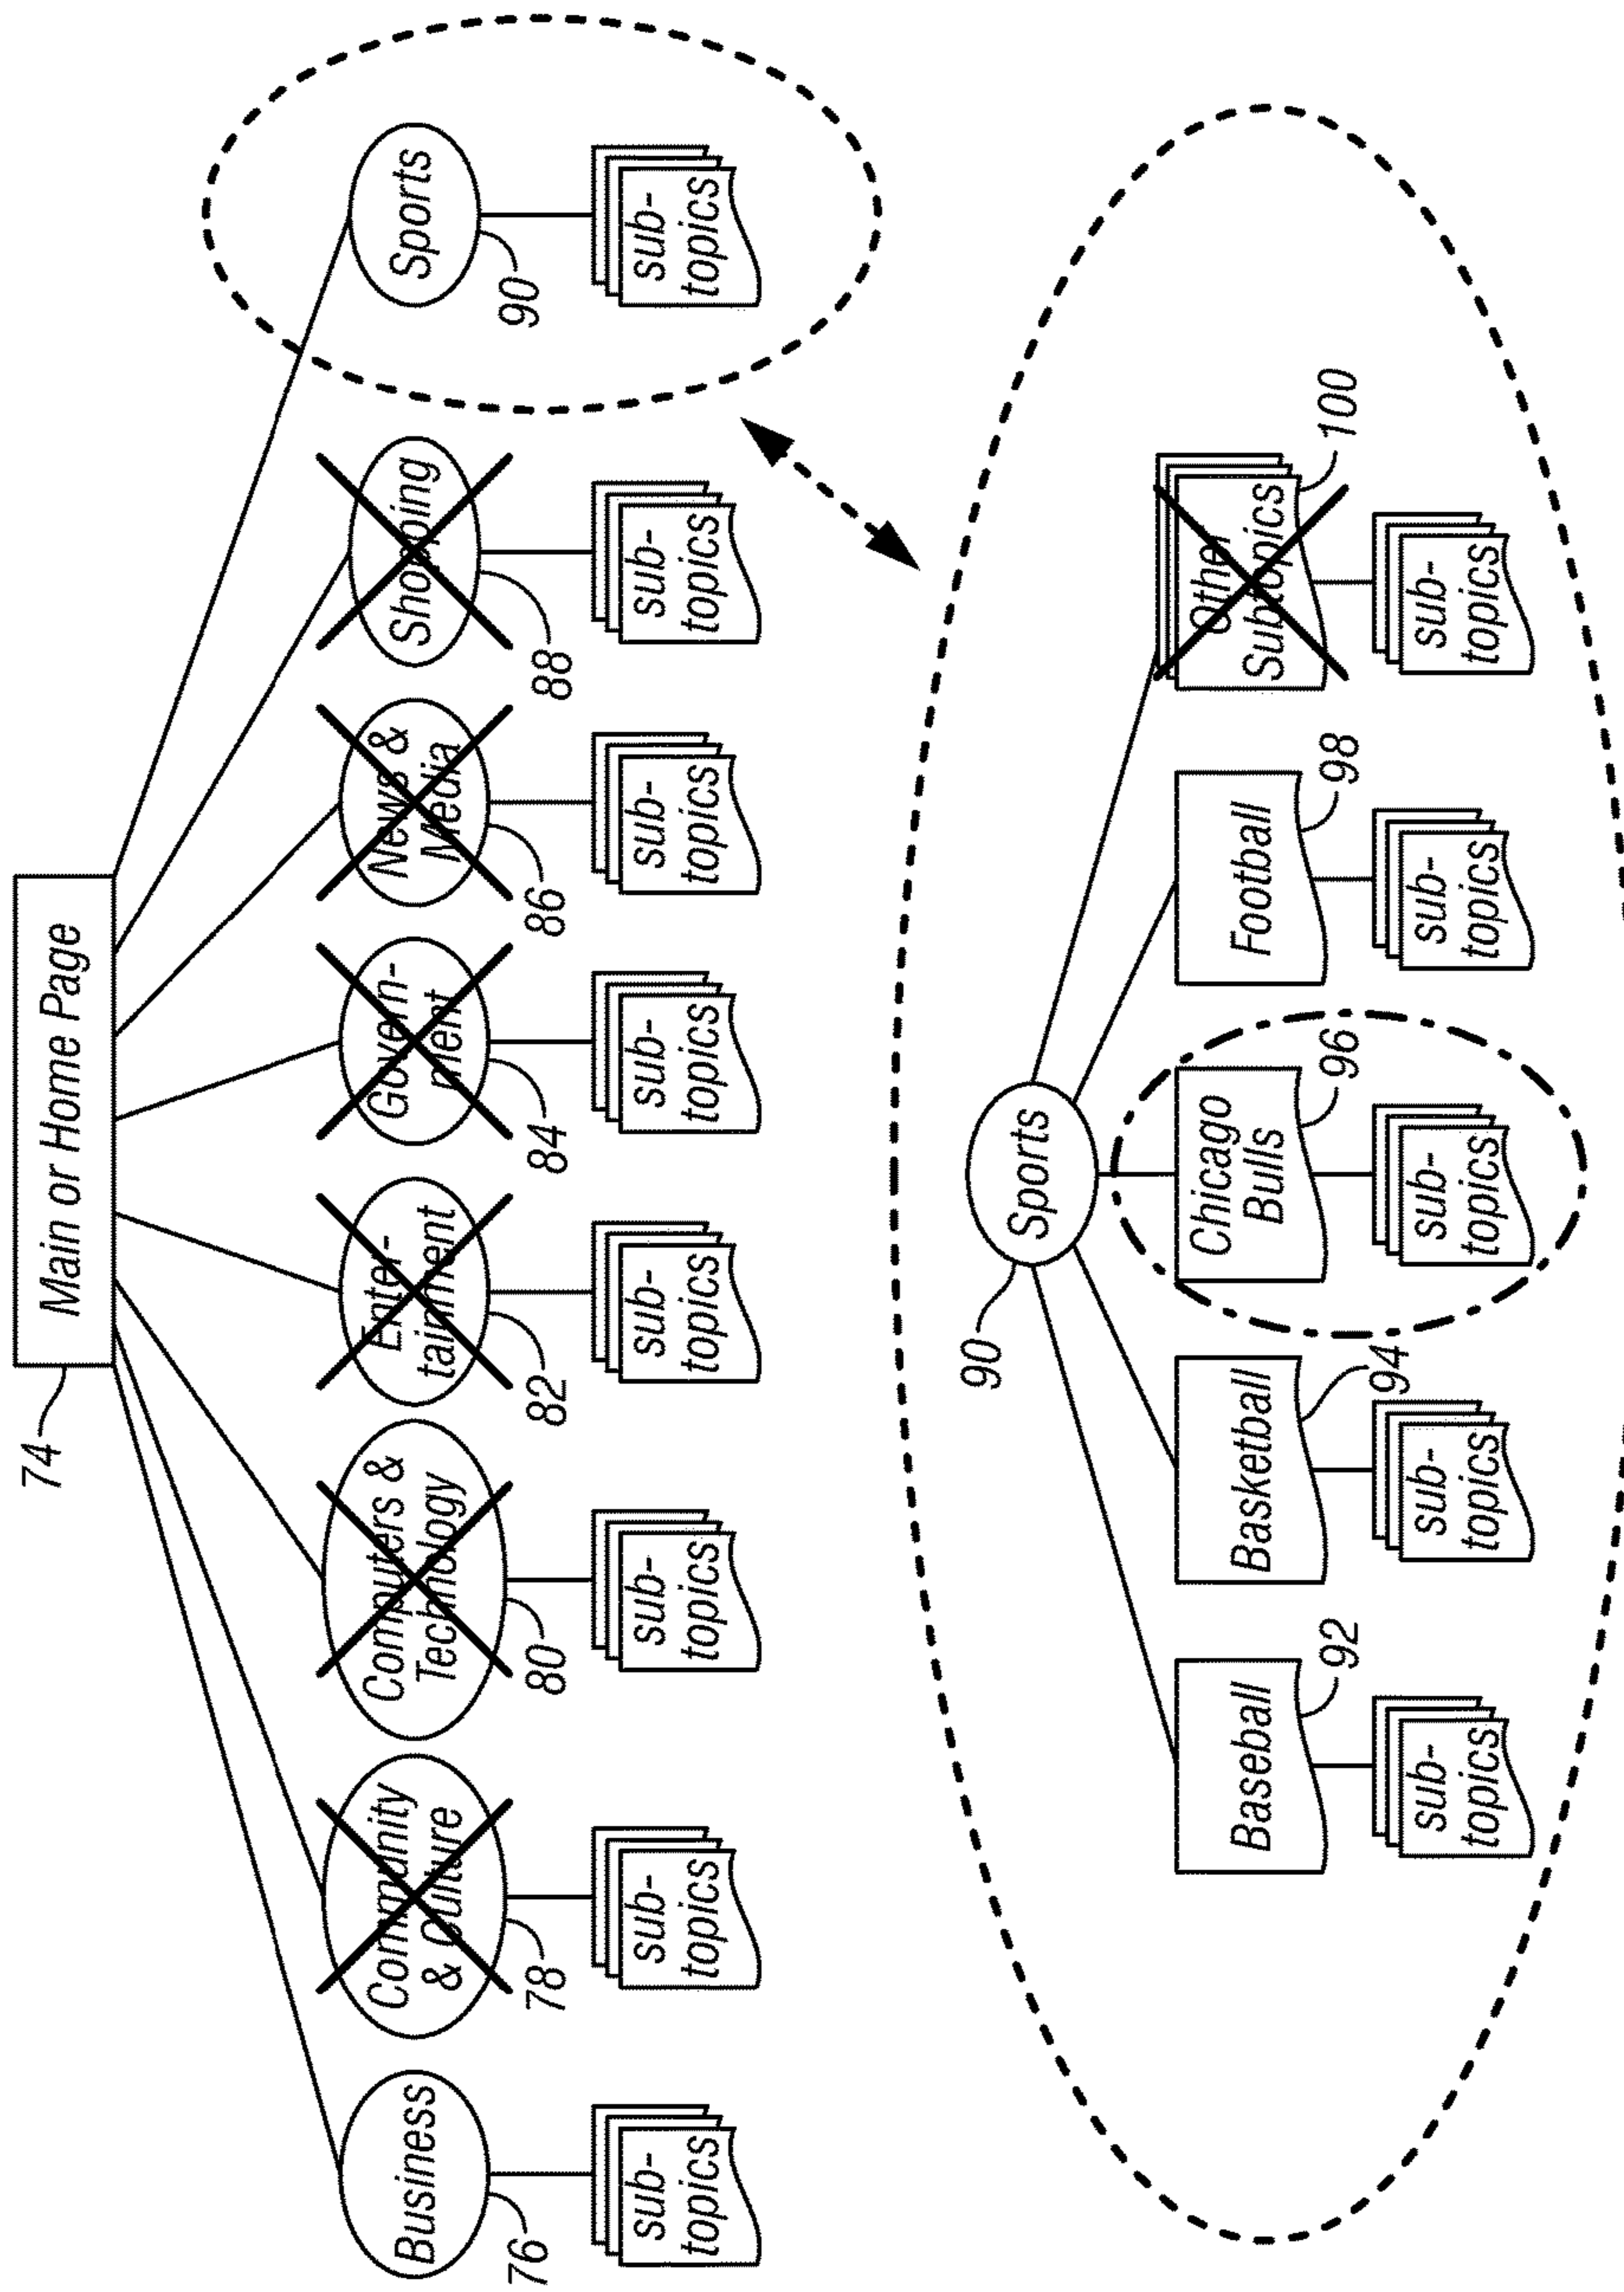 Main or Home Page
74
Business
76
sub-
topics
Community
& Culture
78
sub-
topics
Computers &
Technology
80
sub-
topics
Enter-
tainment
82
sub-
topics
Govern-
ment
84
sub-
topics
News &
Media
86
sub-
topics
Shopping
88
sub-
topics
Sports
90
sub-
topics
Sports
90
Baseball
92
sub-
topics
Basketball
94
sub-
topics
Chicago
Bulls
96
sub-
topics
Football
98
sub-
topics
Other
Subtopics
100
sub-
topics